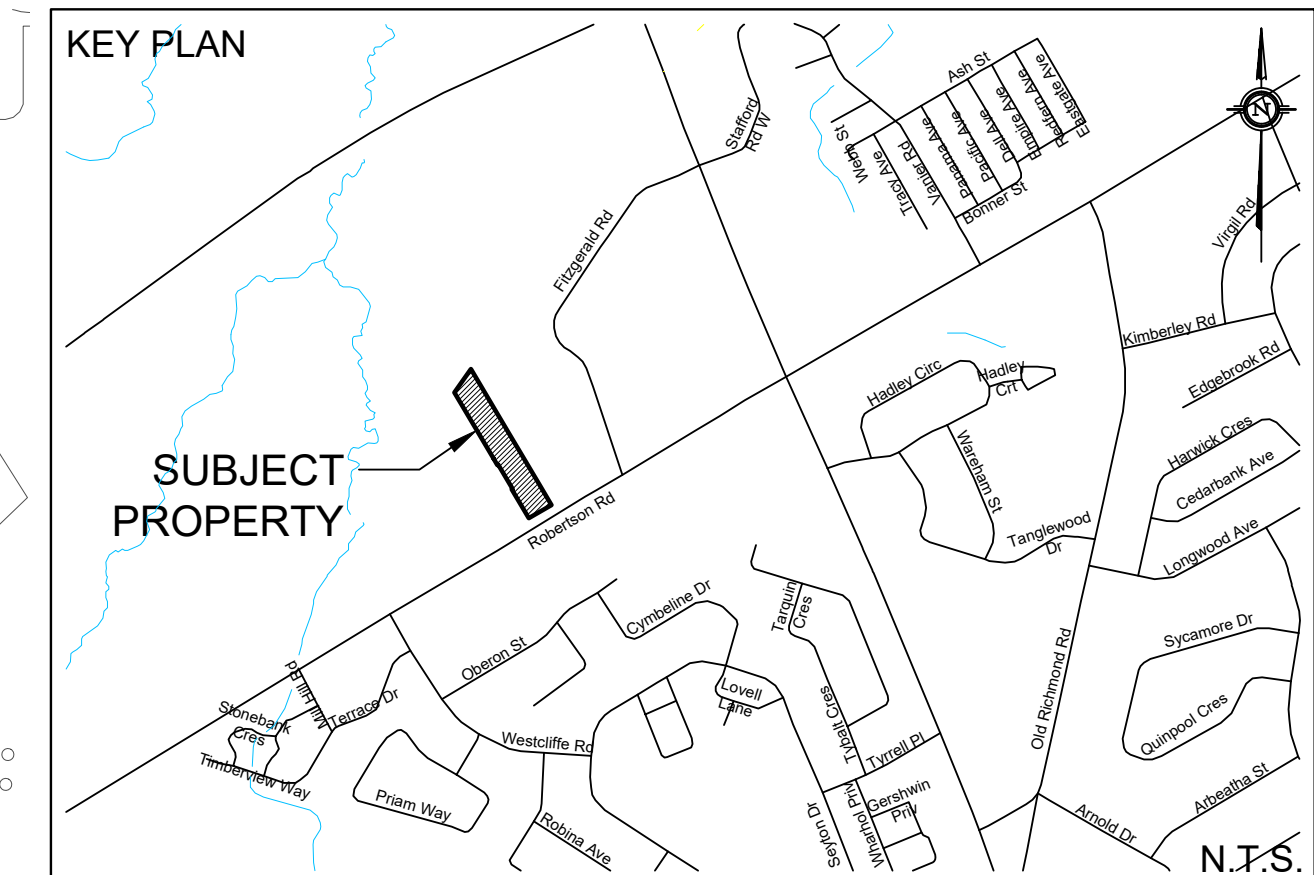 KEY PLAN
Ash St
Eastgate Ave
Redfern Ave
Empire Ave
Dell Ave
Pacific Ave
Panama Ave
Vanier Rd
Tracy Ave
Webb St
Bonner St
Stafford
Rd W
Fitzgerald Rd
N
Virgil Rd
Kimberley Rd
Edgebrook Rd
Hadley Circ
Hadley
Crt
Harwick Cres
Cedarbank Ave
Wareham St
Tanglewood
Dr
Longwood Ave
SUBJECT
PROPERTY
Robertson Rd
Tarquin
Cres
Cymbeline Dr
Oberon St
Sycamore Dr
Old Richmond Rd
Mill Hill Rd
Terrace Dr
Stonebank
Cres
Timberview Way
Lovell
Lane
Tybalt Cres
Quinpool Cres
Westcliffe Rd
Tyrrell Pl
Priam Way
Robina Ave
Seyton Dr
Wharhol Priv
Gershwin
Priv
Arnold Dr
Arbeatha St
N.T.S.